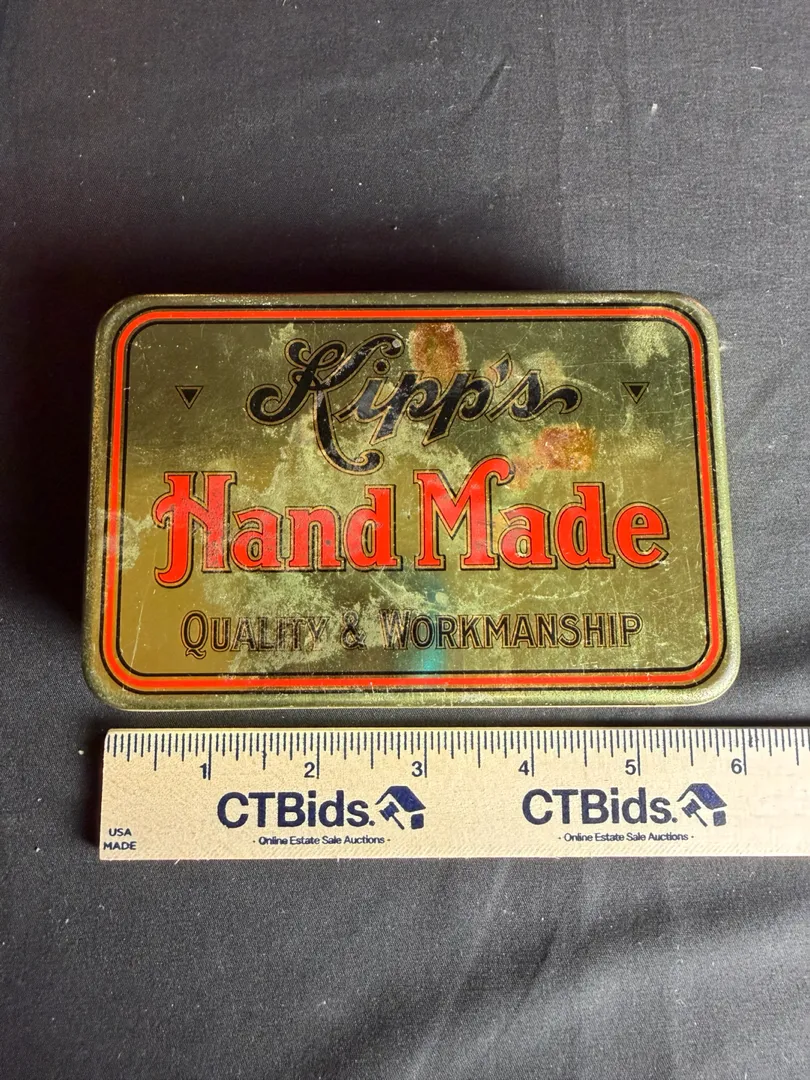 Kipp's
Hand Made
QUALITY & WORKMANSHIP
1 2 3 4 5 6
CTBids. CTBids.
- Online Estate Sale Auctions - - Online Estate Sale Auctions -
USA
MADE